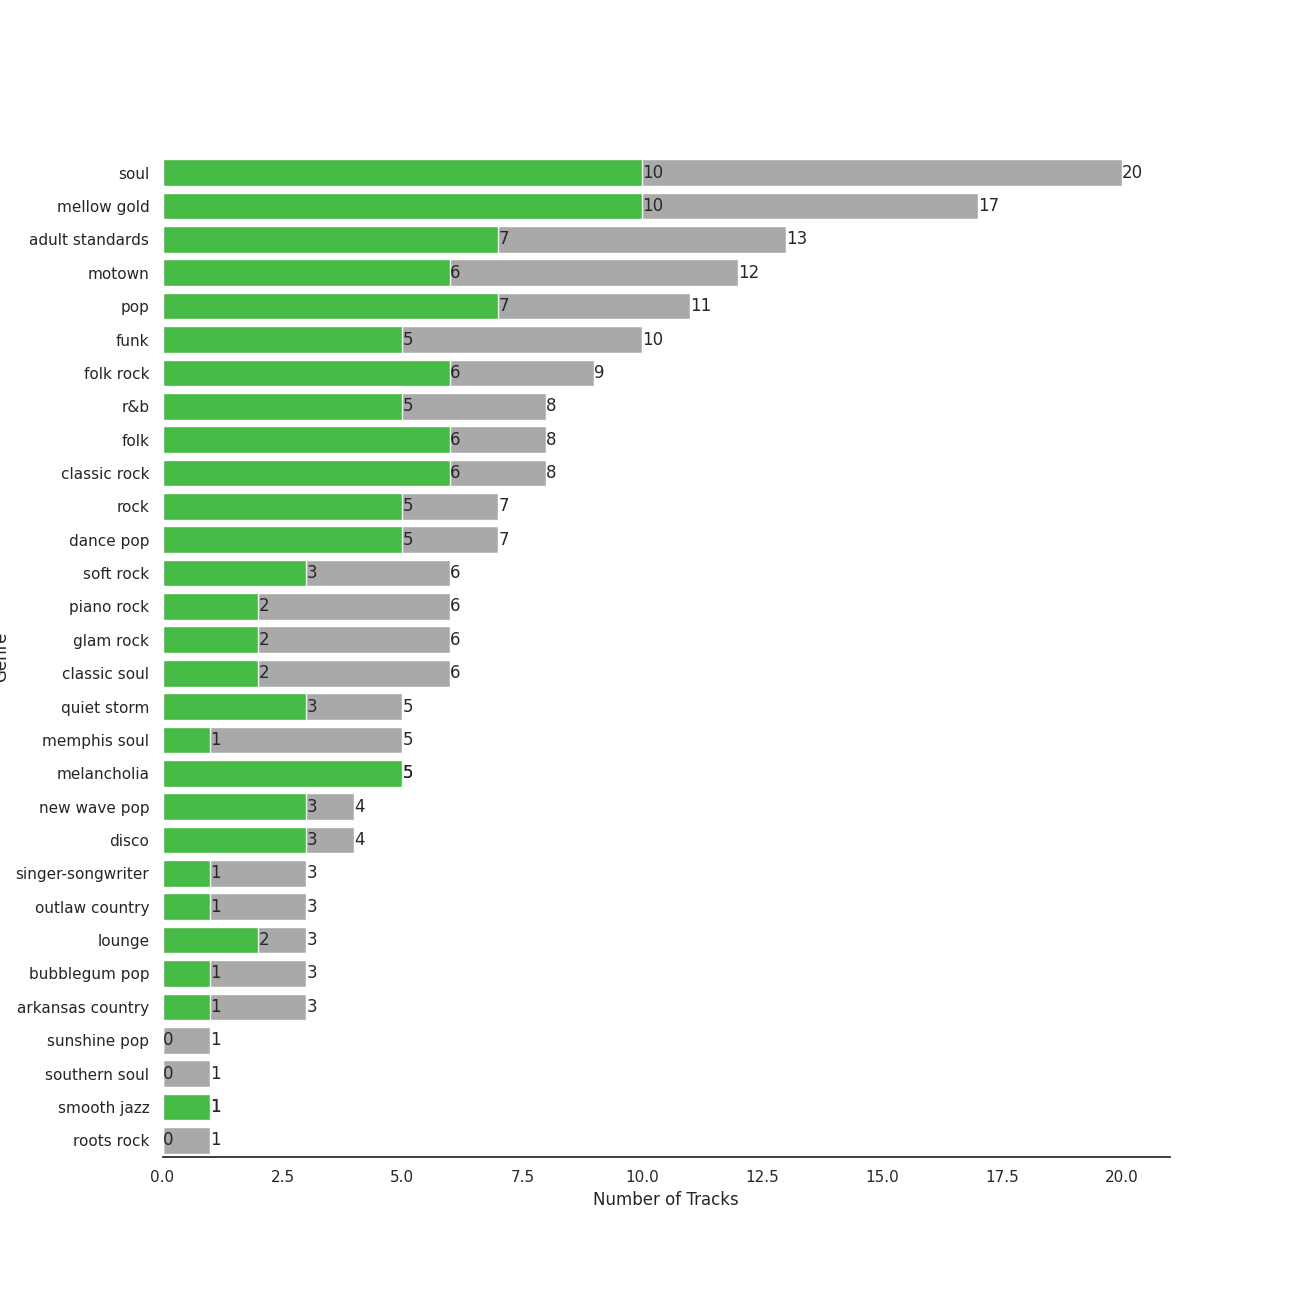 soul 10 20
mellow gold 10 17
adult standards 7 13
motown 6 12
pop 7 11
funk 5 10
folk rock 6 9
r&b 5 8
folk 6 8
classic rock 6 8
rock 5 7
dance pop 5 7
soft rock 3 6
piano rock 2 6
glam rock 2 6
classic soul 2 6
quiet storm 3 5
memphis soul 1 5
melancholia 5
new wave pop 3 4
disco 3 4
singer-songwriter 1 3
outlaw country 1 3
lounge 2 3
bubblegum pop 1 3
arkansas country 1 3
sunshine pop 0 1
southern soul 0 1
smooth jazz 1
roots rock 0 1
0.0 2.5 5.0 7.5 10.0 12.5 15.0 17.5 20.0
Number of Tracks
Genre